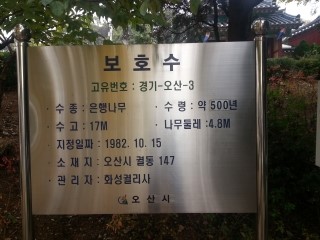 보 호 수
고유번호 : 경기-오산-3
· 수 종 : 은행나무 · 수 령 : 약 500년
· 수 고 : 17M · 나무둘레 : 4.8M
· 지정일짜 : 1982. 10. 15
· 소 재 지 : 오산시 궐동 147
· 관 리 자 : 화성궐리사
오 산 시